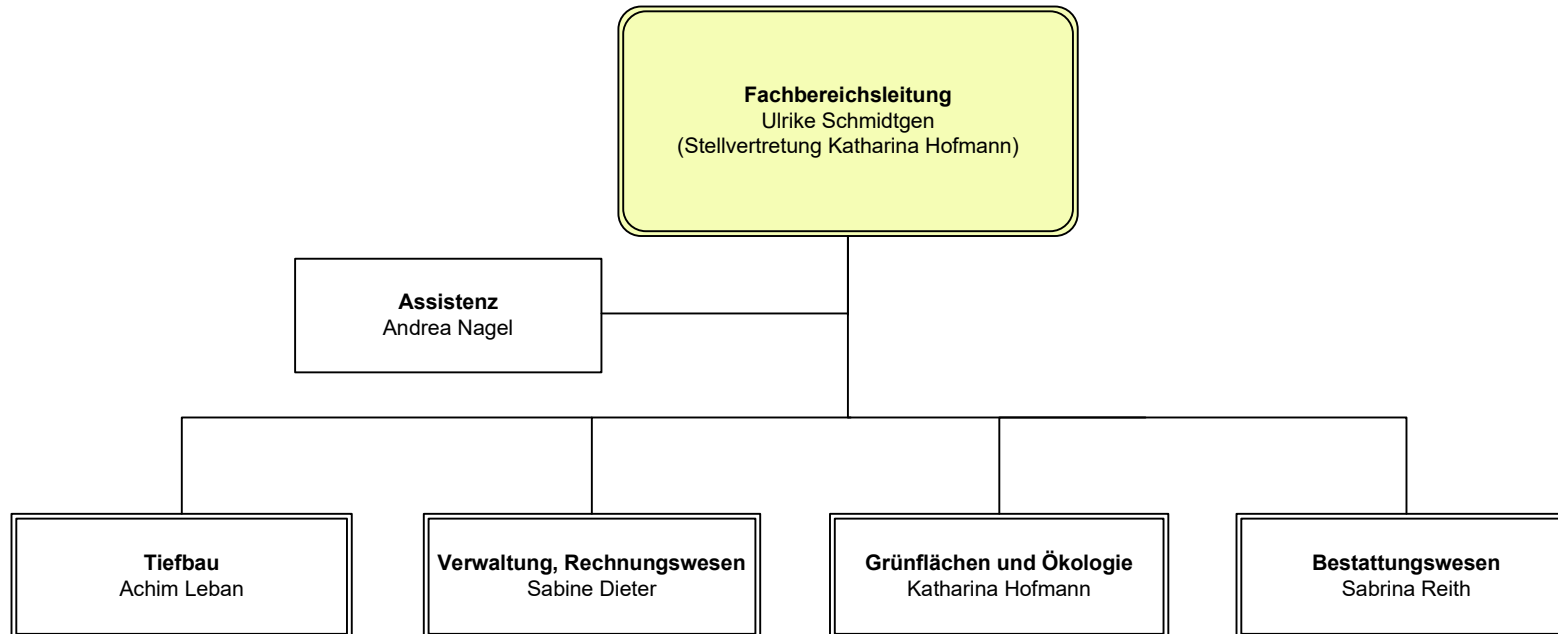 Fachbereichsleitung
Ulrike Schmidtgen
(Stellvertretung Katharina Hofmann)
Assistenz
Andrea Nagel
Tiefbau
Achim Leban
Verwaltung, Rechnungswesen
Sabine Dieter
Grünflächen und Ökologie
Katharina Hofmann
Bestattungswesen
Sabrina Reith